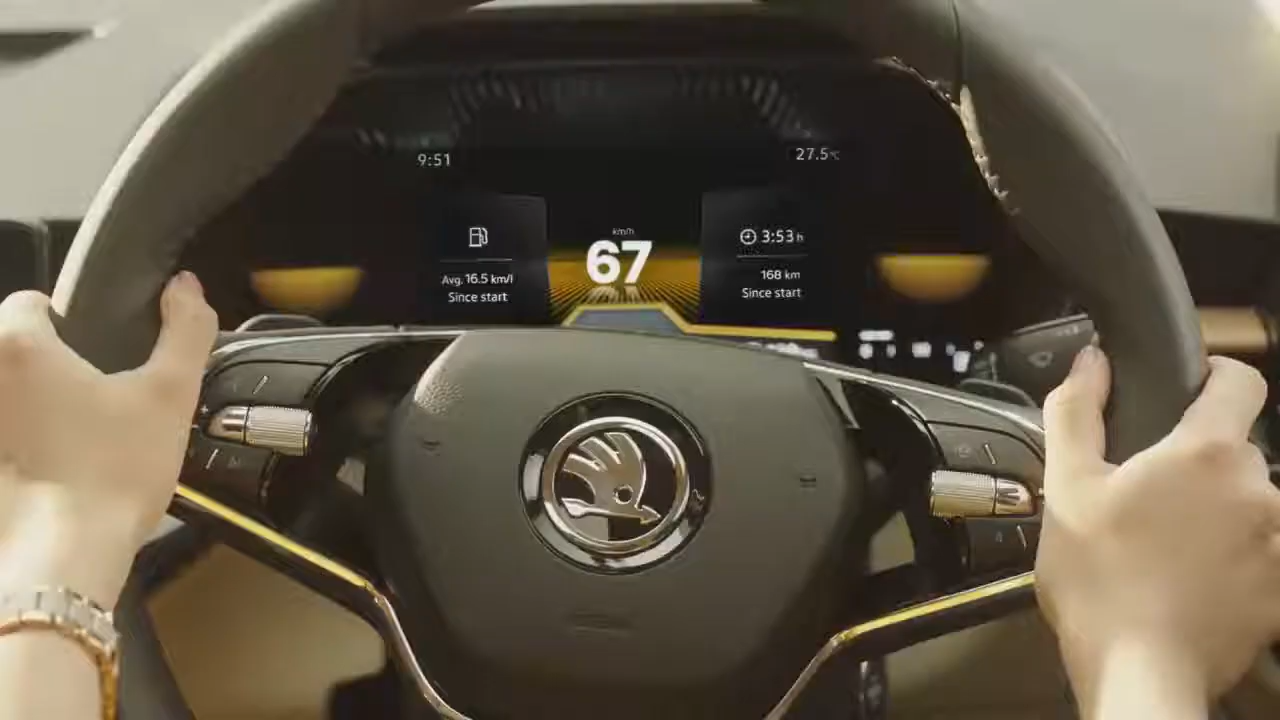 9:51
27.5°C
km/h
67
Avg. 16.5 km/l
Since start
3:53 h
168 km
Since start